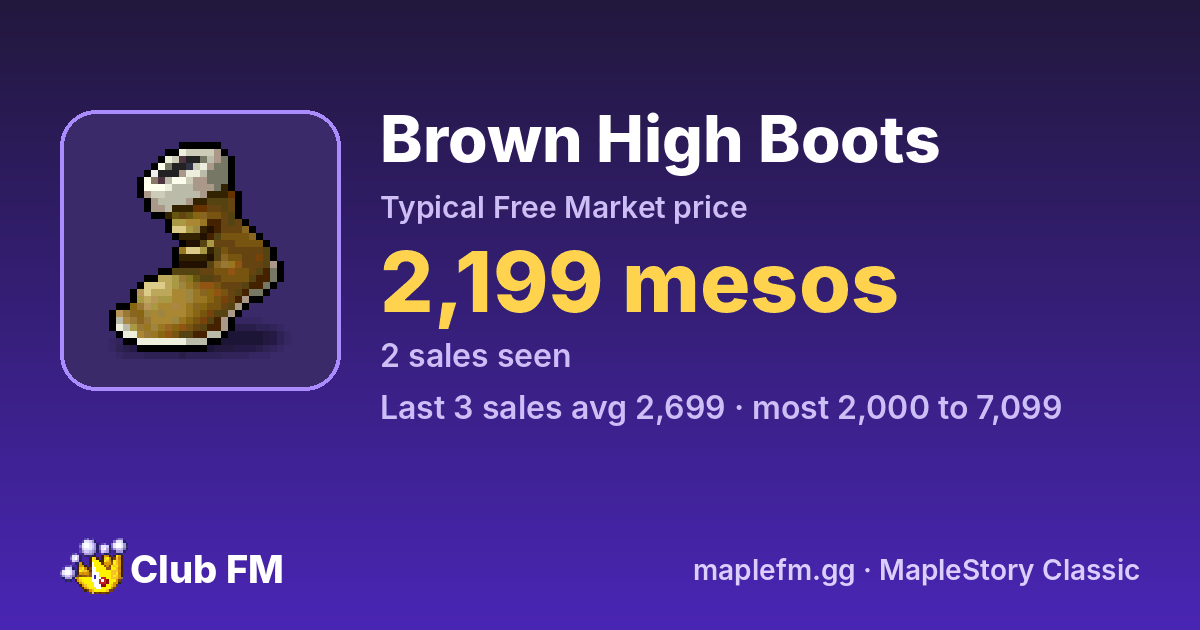 Brown High Boots
Typical Free Market price
2,199 mesos
2 sales seen
Last 3 sales avg 2,699 · most 2,000 to 7,099
Club FM
maplefm.gg · MapleStory Classic